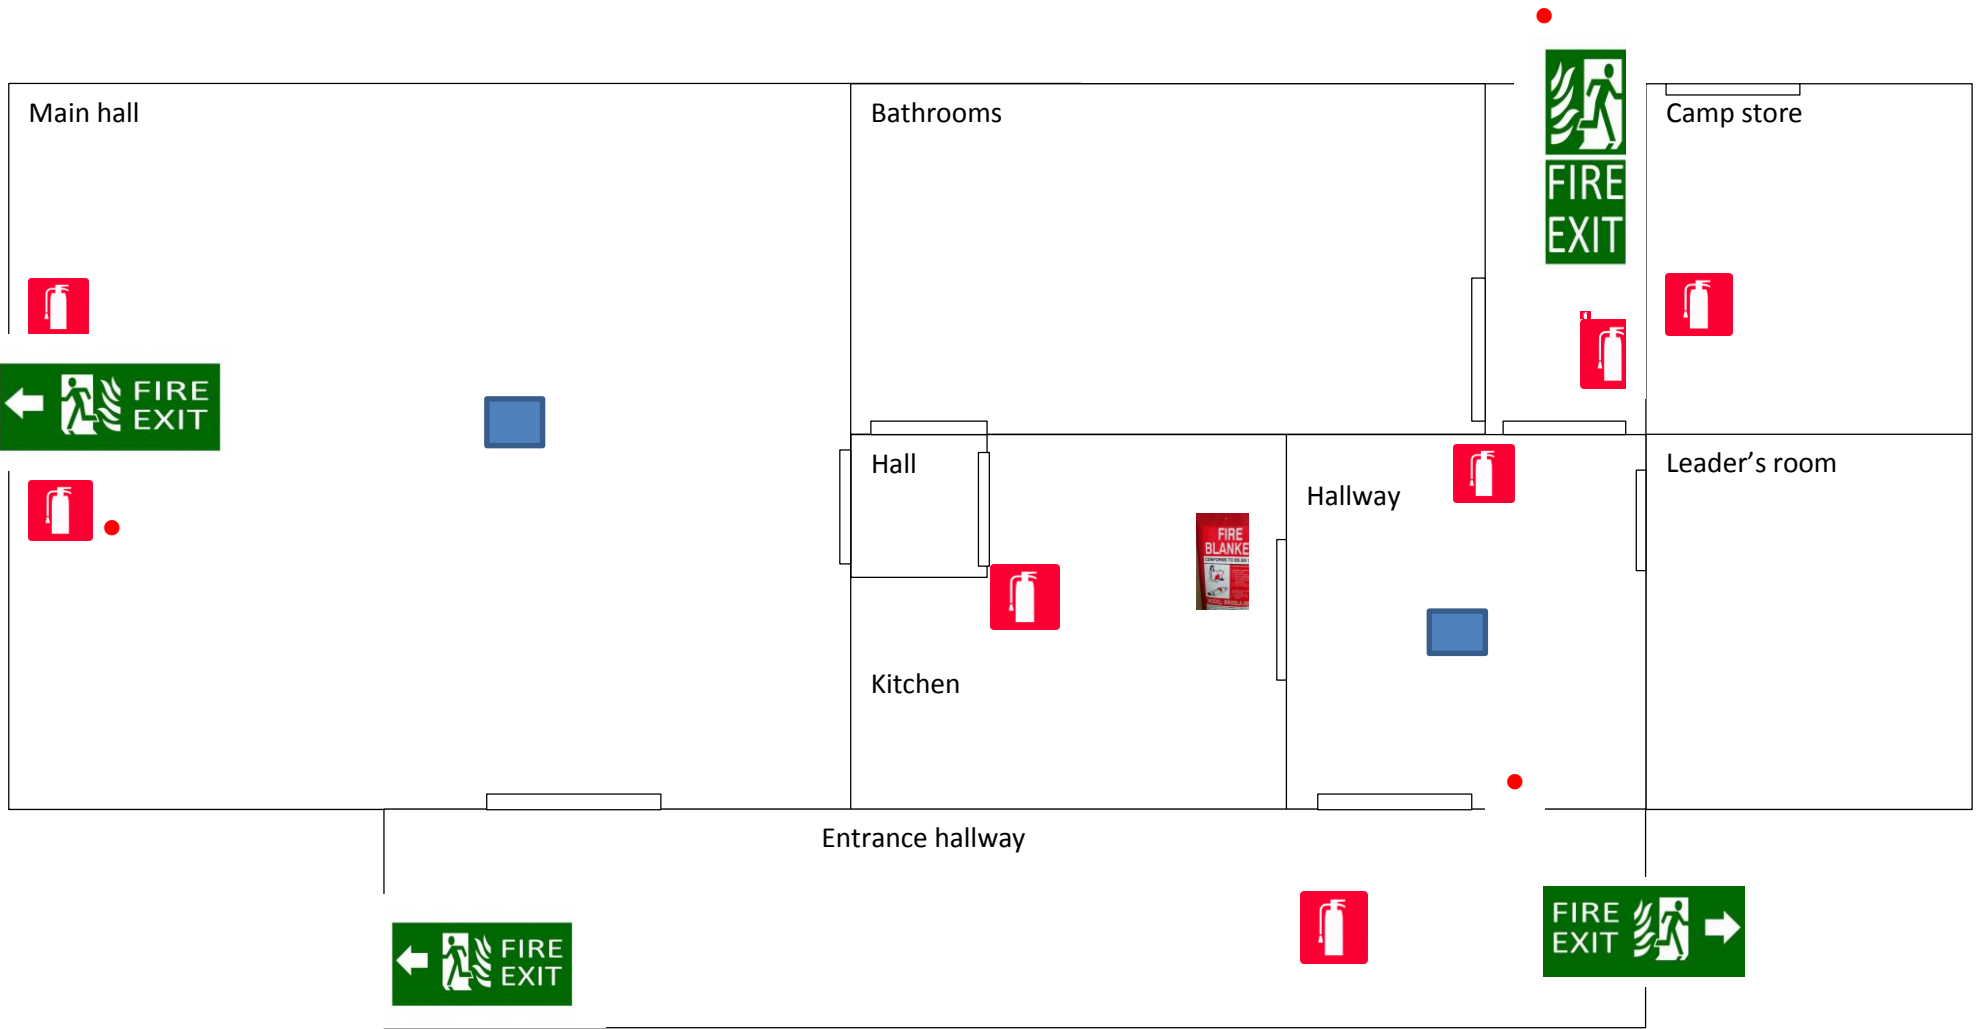 Main hall
Bathrooms
Camp store
FIRE
EXIT
FIRE
EXIT
Hall
Hallway
Leader's room
FIRE
BLANKE
Kitchen
Entrance hallway
FIRE
EXIT
FIRE
EXIT